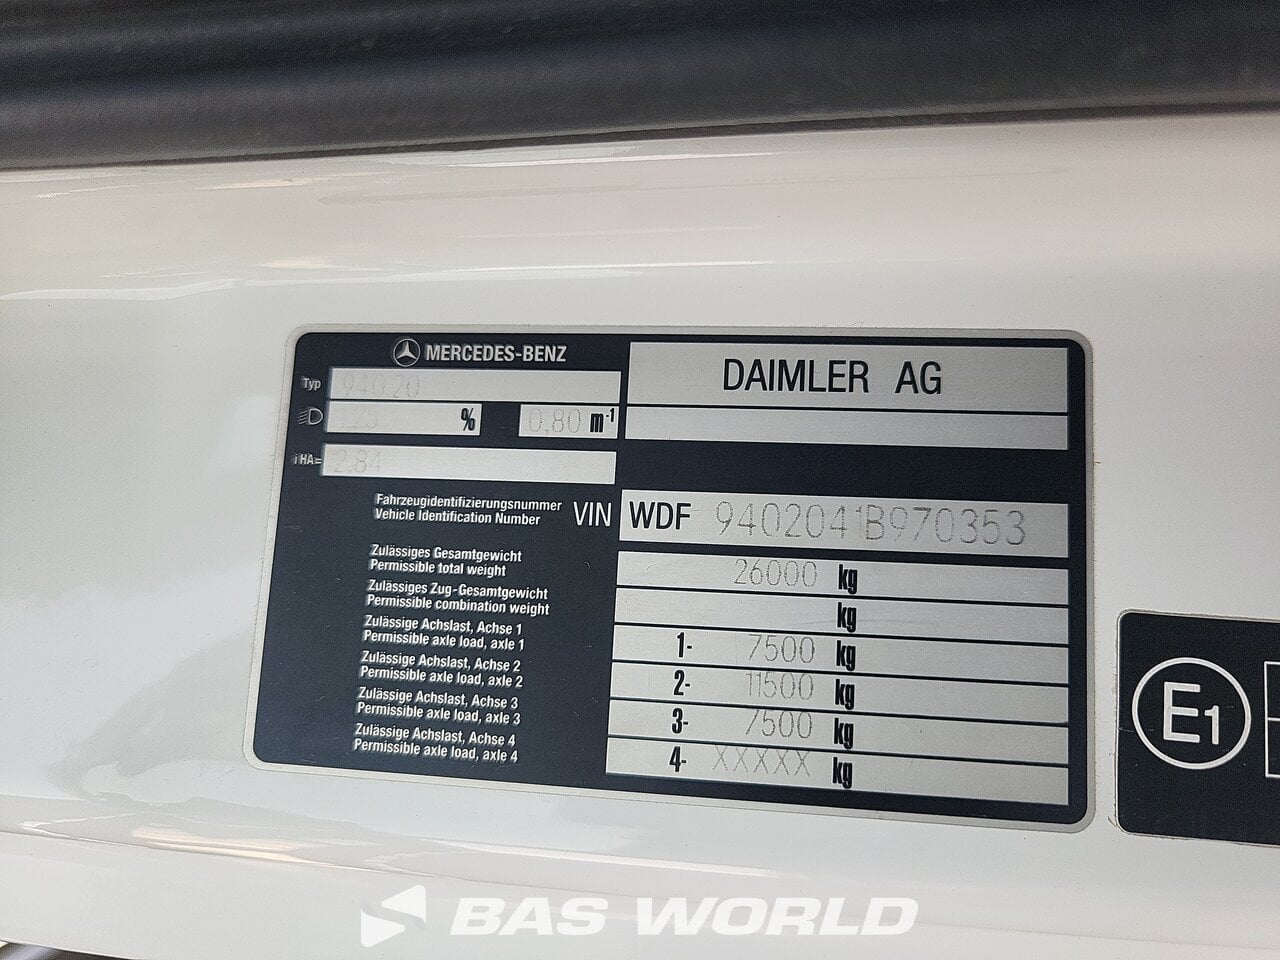 MERCEDES-BENZ
DAIMLER AG
Typ 940.20
% 0,80 m-1
i HA= 2.84
Fahrzeugidentifizierungsnummer
Vehicle Identification Number
VIN WDF 9402041B970353
Zulässiges Gesamtgewicht
Permissible total weight
26000 kg
Zulässiges Zug-Gesamtgewicht
Permissible combination weight
kg
Zulässige Achslast, Achse 1
Permissible axle load, axle 1
1- 7500 kg
Zulässige Achslast, Achse 2
Permissible axle load, axle 2
2- 11500 kg
Zulässige Achslast, Achse 3
Permissible axle load, axle 3
3- 7500 kg
Zulässige Achslast, Achse 4
Permissible axle load, axle 4
4- XXXXX kg
E1
BAS WORLD